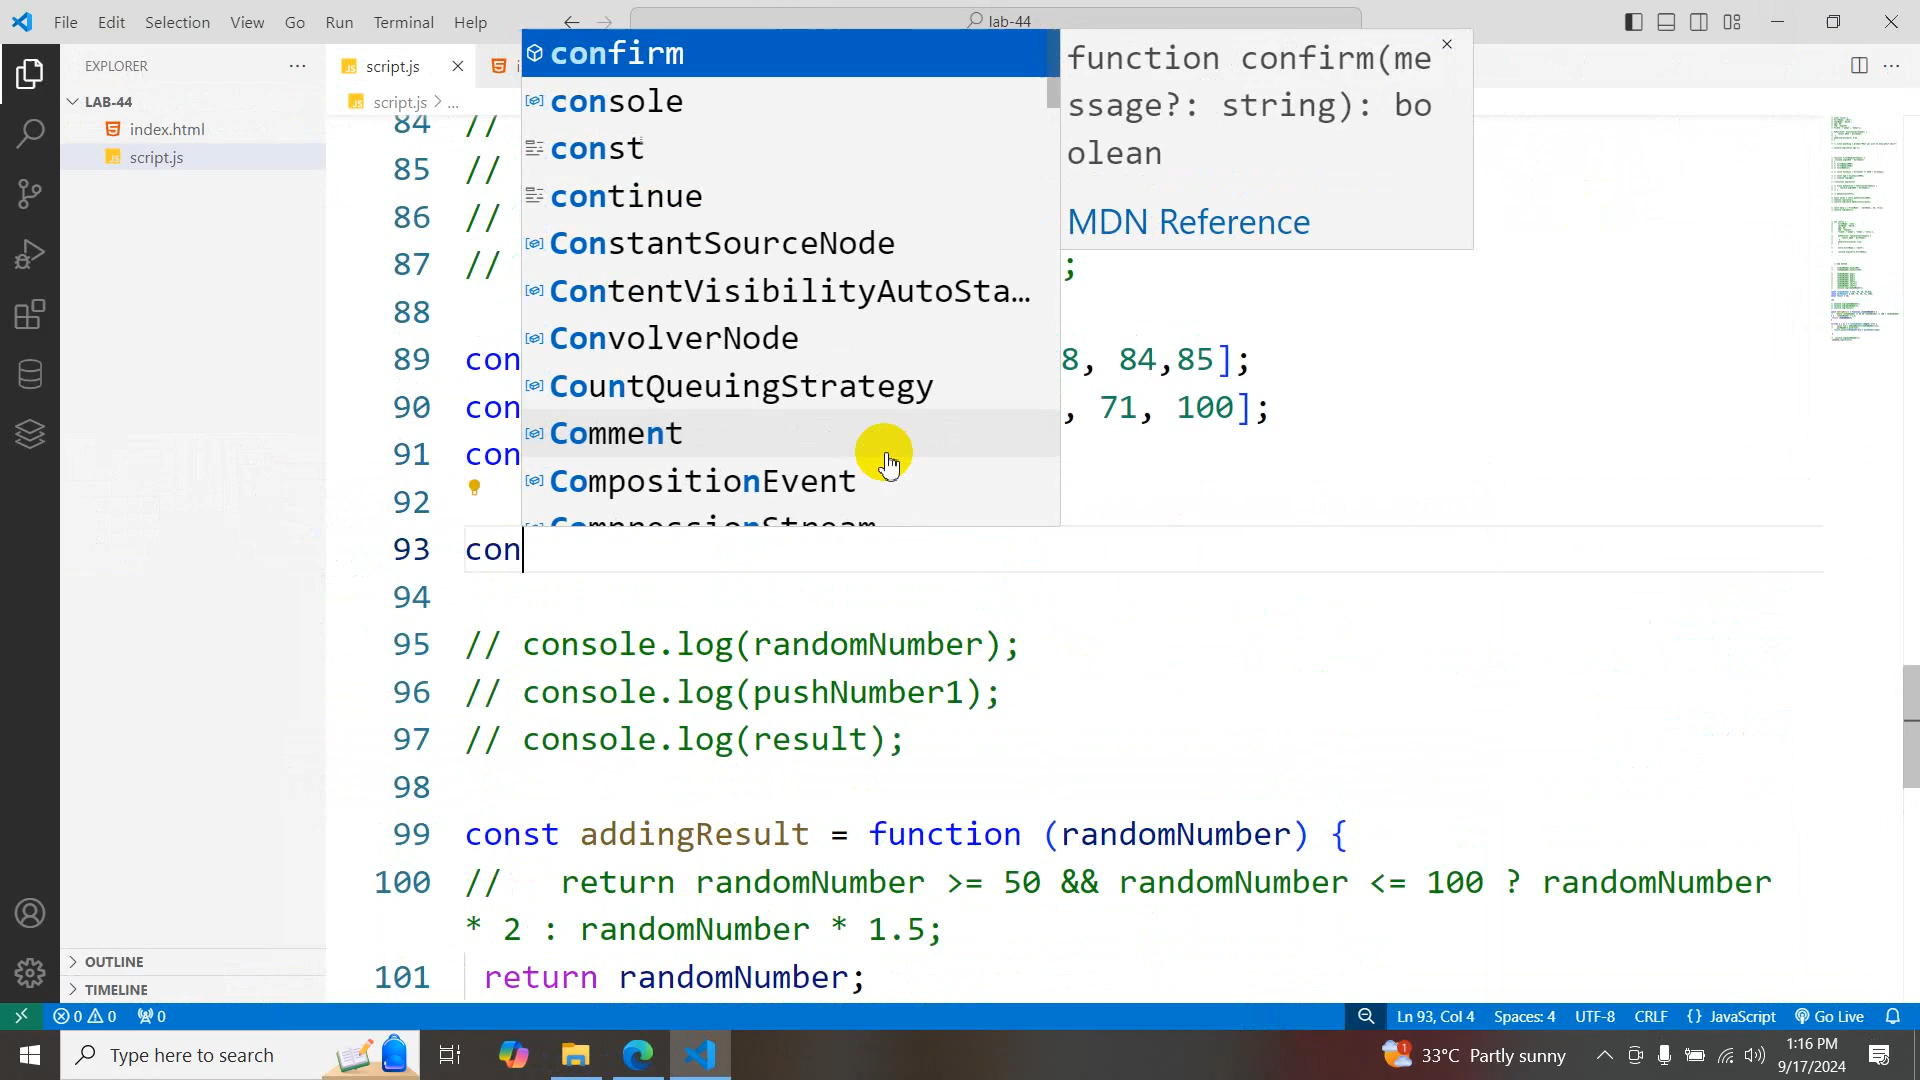 File Edit Selection View Go Run Terminal Help
lab-44
EXPLORER
LAB-44
index.html
script.js
OUTLINE
TIMELINE
script.js
script.js > ...
confirm
console
const
continue
ConstantSourceNode
ContentVisibilityAutoSta…
ConvolverNode
CountQueuingStrategy
Comment
CompositionEvent
CompressionStream
function confirm(me
ssage?: string): bo
olean
MDN Reference
84 //
85 //
86 //
87 // ;
88
89 con 8, 84,85];
90 con , 71, 100];
91 con
92
93 con
94
95 // console.log(randomNumber);
96 // console.log(pushNumber1);
97 // console.log(result);
98
99 const addingResult = function (randomNumber) {
100 // return randomNumber >= 50 && randomNumber <= 100 ? randomNumber
* 2 : randomNumber * 1.5;
101 return randomNumber;
0 0 0
Ln 93, Col 4 Spaces: 4 UTF-8 CRLF {} JavaScript Go Live
Type here to search
33°C Partly sunny
1:16 PM
9/17/2024